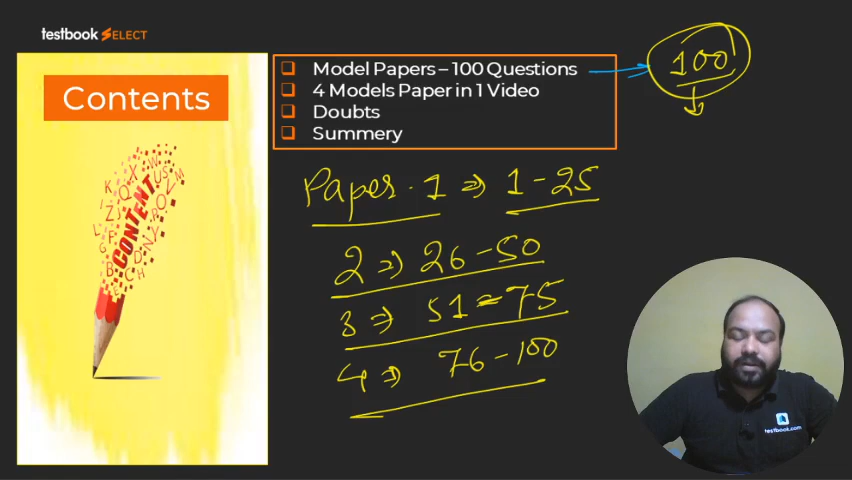 testbook SELECT
Contents
Model Papers – 100 Questions
4 Models Paper in 1 Video
Doubts
Summery
100
Paper. 1 ⇒ 1 - 25
2 ⇒ 26 - 50
3 ⇒ 51 - 75
4 ⇒ 76 - 100
CONTENT
testbook.com